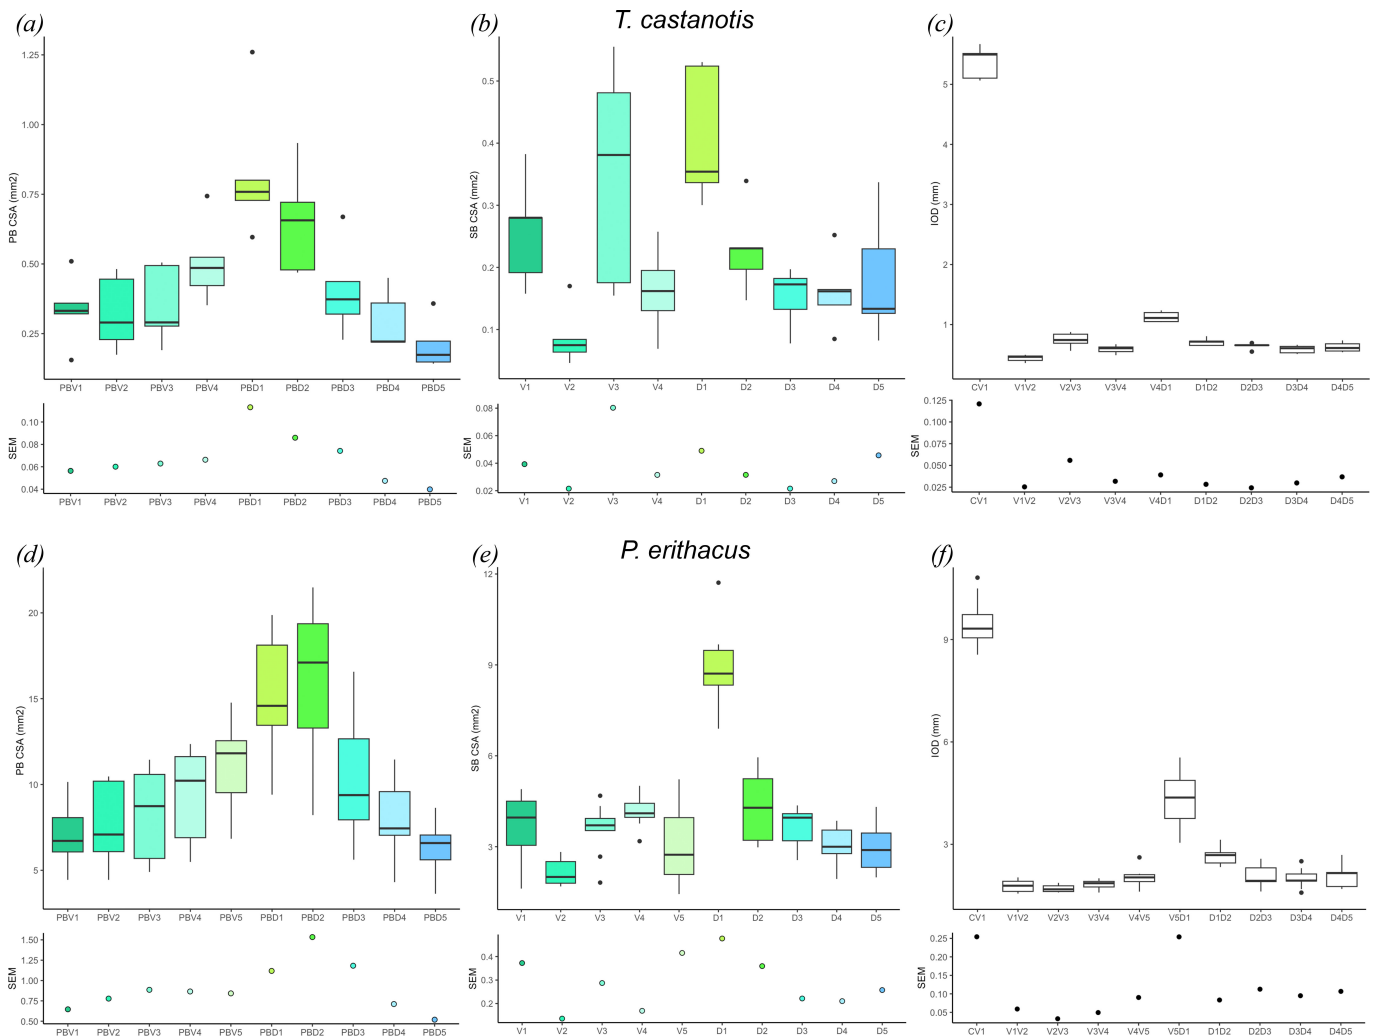 T. castanotis
(a)
PB CSA (mm2)
1.25
1.00
0.75
0.50
0.25
PBV1 PBV2 PBV3 PBV4 PBD1 PBD2 PBD3 PBD4 PBD5
SEM
0.10
0.08
0.06
0.04
PBV1 PBV2 PBV3 PBV4 PBD1 PBD2 PBD3 PBD4 PBD5
(b)
SB CSA (mm2)
0.5
0.4
0.3
0.2
0.1
V1 V2 V3 V4 D1 D2 D3 D4 D5
SEM
0.08
0.06
0.04
0.02
V1 V2 V3 V4 D1 D2 D3 D4 D5
(c)
IOD (mm)
5
4
3
2
1
CV1 V1V2 V2V3 V3V4 V4D1 D1D2 D2D3 D3D4 D4D5
SEM
0.125
0.100
0.075
0.050
0.025
CV1 V1V2 V2V3 V3V4 V4D1 D1D2 D2D3 D3D4 D4D5
P. erithacus
(d)
PB CSA (mm2)
20
15
10
5
PBV1 PBV2 PBV3 PBV4 PBV5 PBD1 PBD2 PBD3 PBD4 PBD5
SEM
1.50
1.25
1.00
0.75
0.50
PBV1 PBV2 PBV3 PBV4 PBV5 PBD1 PBD2 PBD3 PBD4 PBD5
(e)
SB CSA (mm2)
12
9
6
3
V1 V2 V3 V4 V5 D1 D2 D3 D4 D5
SEM
0.4
0.3
0.2
V1 V2 V3 V4 V5 D1 D2 D3 D4 D5
(f)
IOD (mm)
9
6
3
CV1 V1V2 V2V3 V3V4 V4V5 V5D1 D1D2 D2D3 D3D4 D4D5
SEM
0.25
0.20
0.15
0.10
0.05
CV1 V1V2 V2V3 V3V4 V4V5 V5D1 D1D2 D2D3 D3D4 D4D5